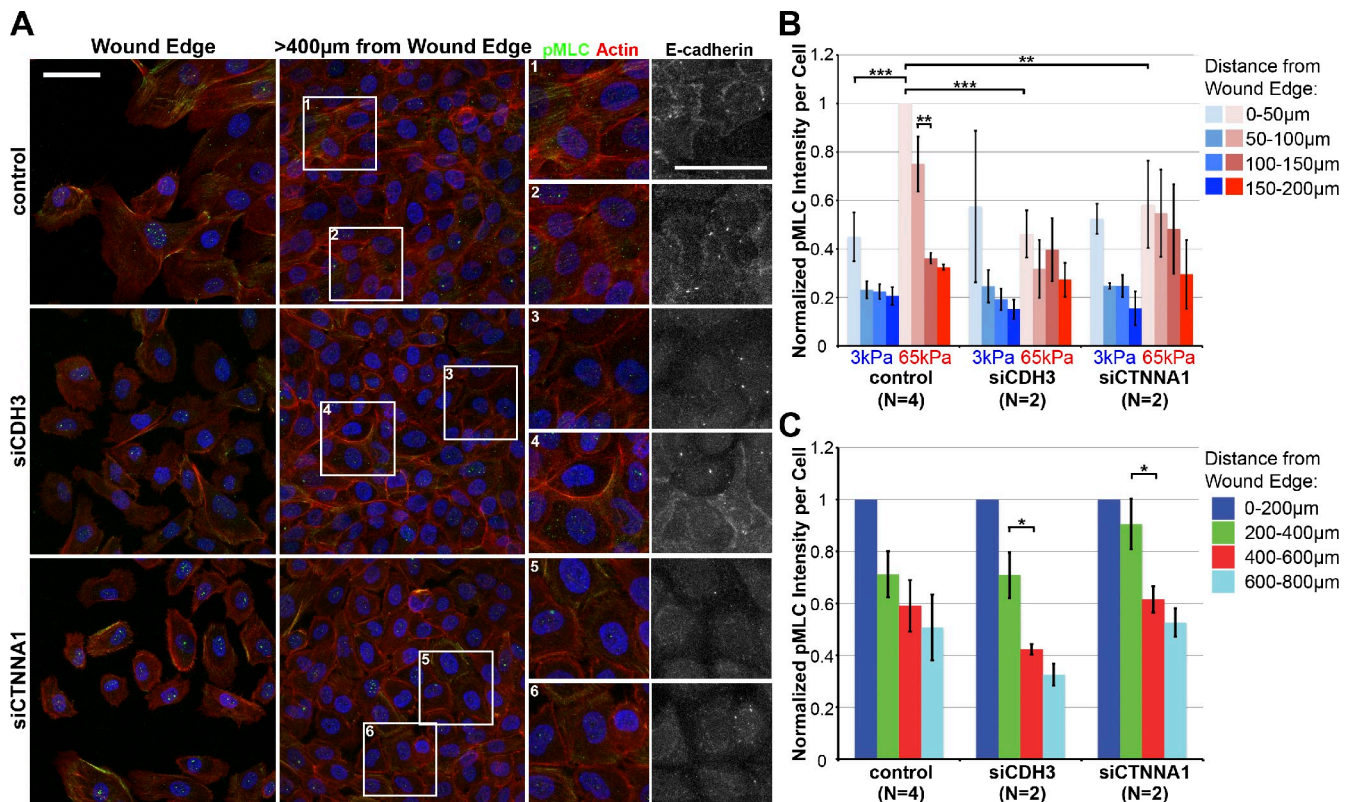 A
Wound Edge
>400µm from Wound Edge
pMLC Actin
E-cadherin
control
siCDH3
siCTNNA1
1
2
3
4
5
6
1
2
3
4
5
6
B
Normalized pMLC Intensity per Cell
1.2
1
0.8
0.6
0.4
0.2
0
***
**
***
**
3kPa 65kPa 3kPa 65kPa 3kPa 65kPa
control siCDH3 siCTNNA1
(N=4) (N=2) (N=2)
Distance from
Wound Edge:
0-50µm
50-100µm
100-150µm
150-200µm
C
Normalized pMLC Intensity per Cell
1.2
1
0.8
0.6
0.4
0.2
0
*
*
control siCDH3 siCTNNA1
(N=4) (N=2) (N=2)
Distance from
Wound Edge:
0-200µm
200-400µm
400-600µm
600-800µm